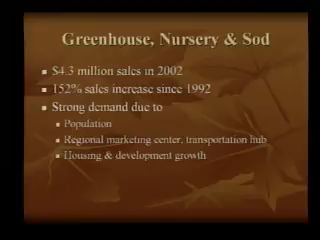 Greenhouse, Nursery & Sod
$4.3 million sales in 2002
152% sales increase since 1992
Strong demand due to
Population
Regional marketing center, transportation hub
Housing & development growth